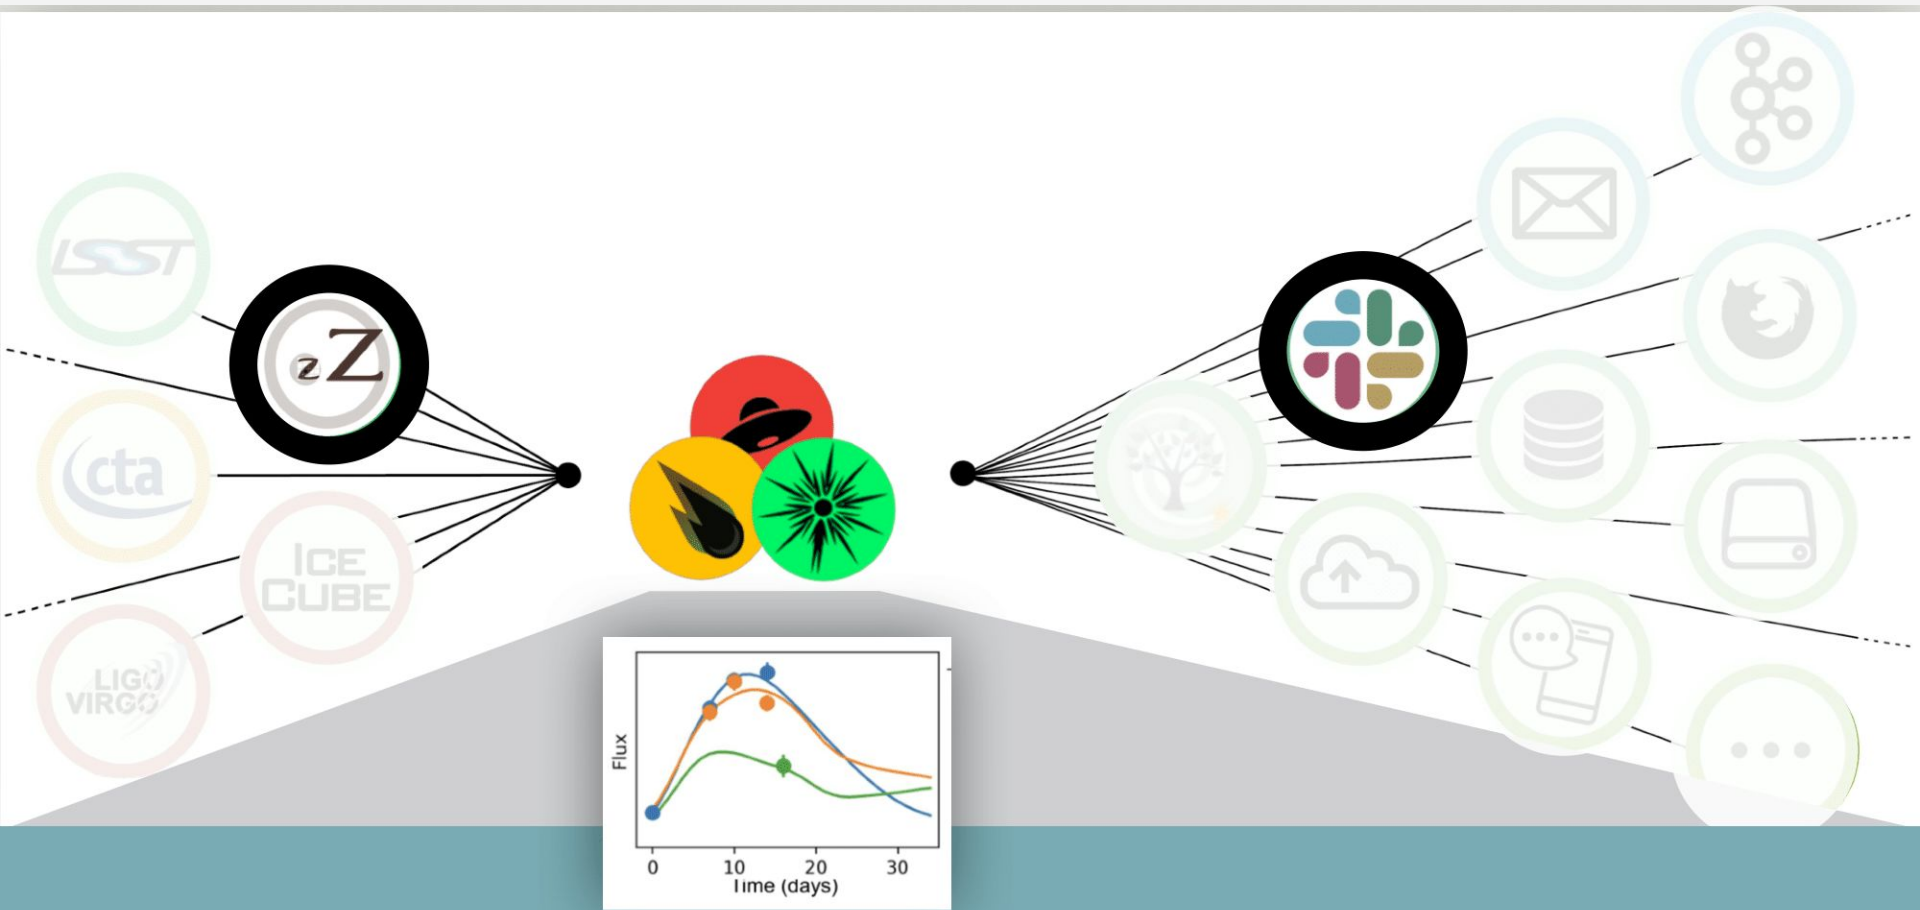 LSST
zZ
cta
ICE
CUBE
LIGO
VIRGO
Flux
0 10 20 30
Time (days)